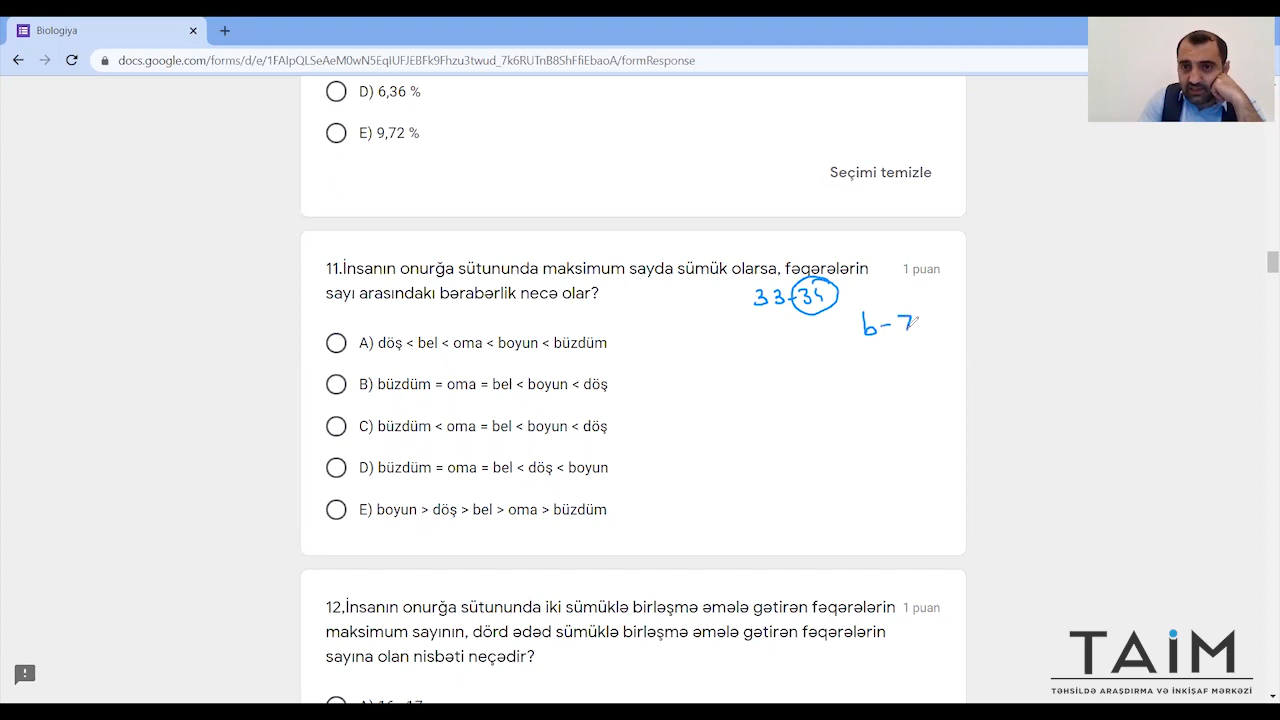 Biologiya
docs.google.com/forms/d/e/1FAIpQLSeAeM0wN5EqIUFJEBFk9Fhzu3twud_7k6RUTnB8ShFfiEbaoA/formResponse
D) 6,36 %
E) 9,72 %
Seçimi temizle
11.İnsanın onurğa sütununda maksimum sayda sümük olarsa, fəqərələrin 1 puan
sayı arasındakı bərabərlik necə olar?
33-34
b-7
A) döş < bel < oma < boyun < büzdüm
B) büzdüm = oma = bel < boyun < döş
C) büzdüm < oma = bel < boyun < döş
D) büzdüm = oma = bel < döş < boyun
E) boyun > döş > bel > oma > büzdüm
12,İnsanın onurğa sütununda iki sümüklə birləşmə əmələ gətirən fəqərələrin 1 puan
maksimum sayının, dörd ədəd sümüklə birləşmə əmələ gətirən fəqərələrin
sayına olan nisbəti neçədir?
TAiM
TƏHSİLDƏ ARAŞDIRMA VƏ İNKİŞAF MƏRKƏZİ